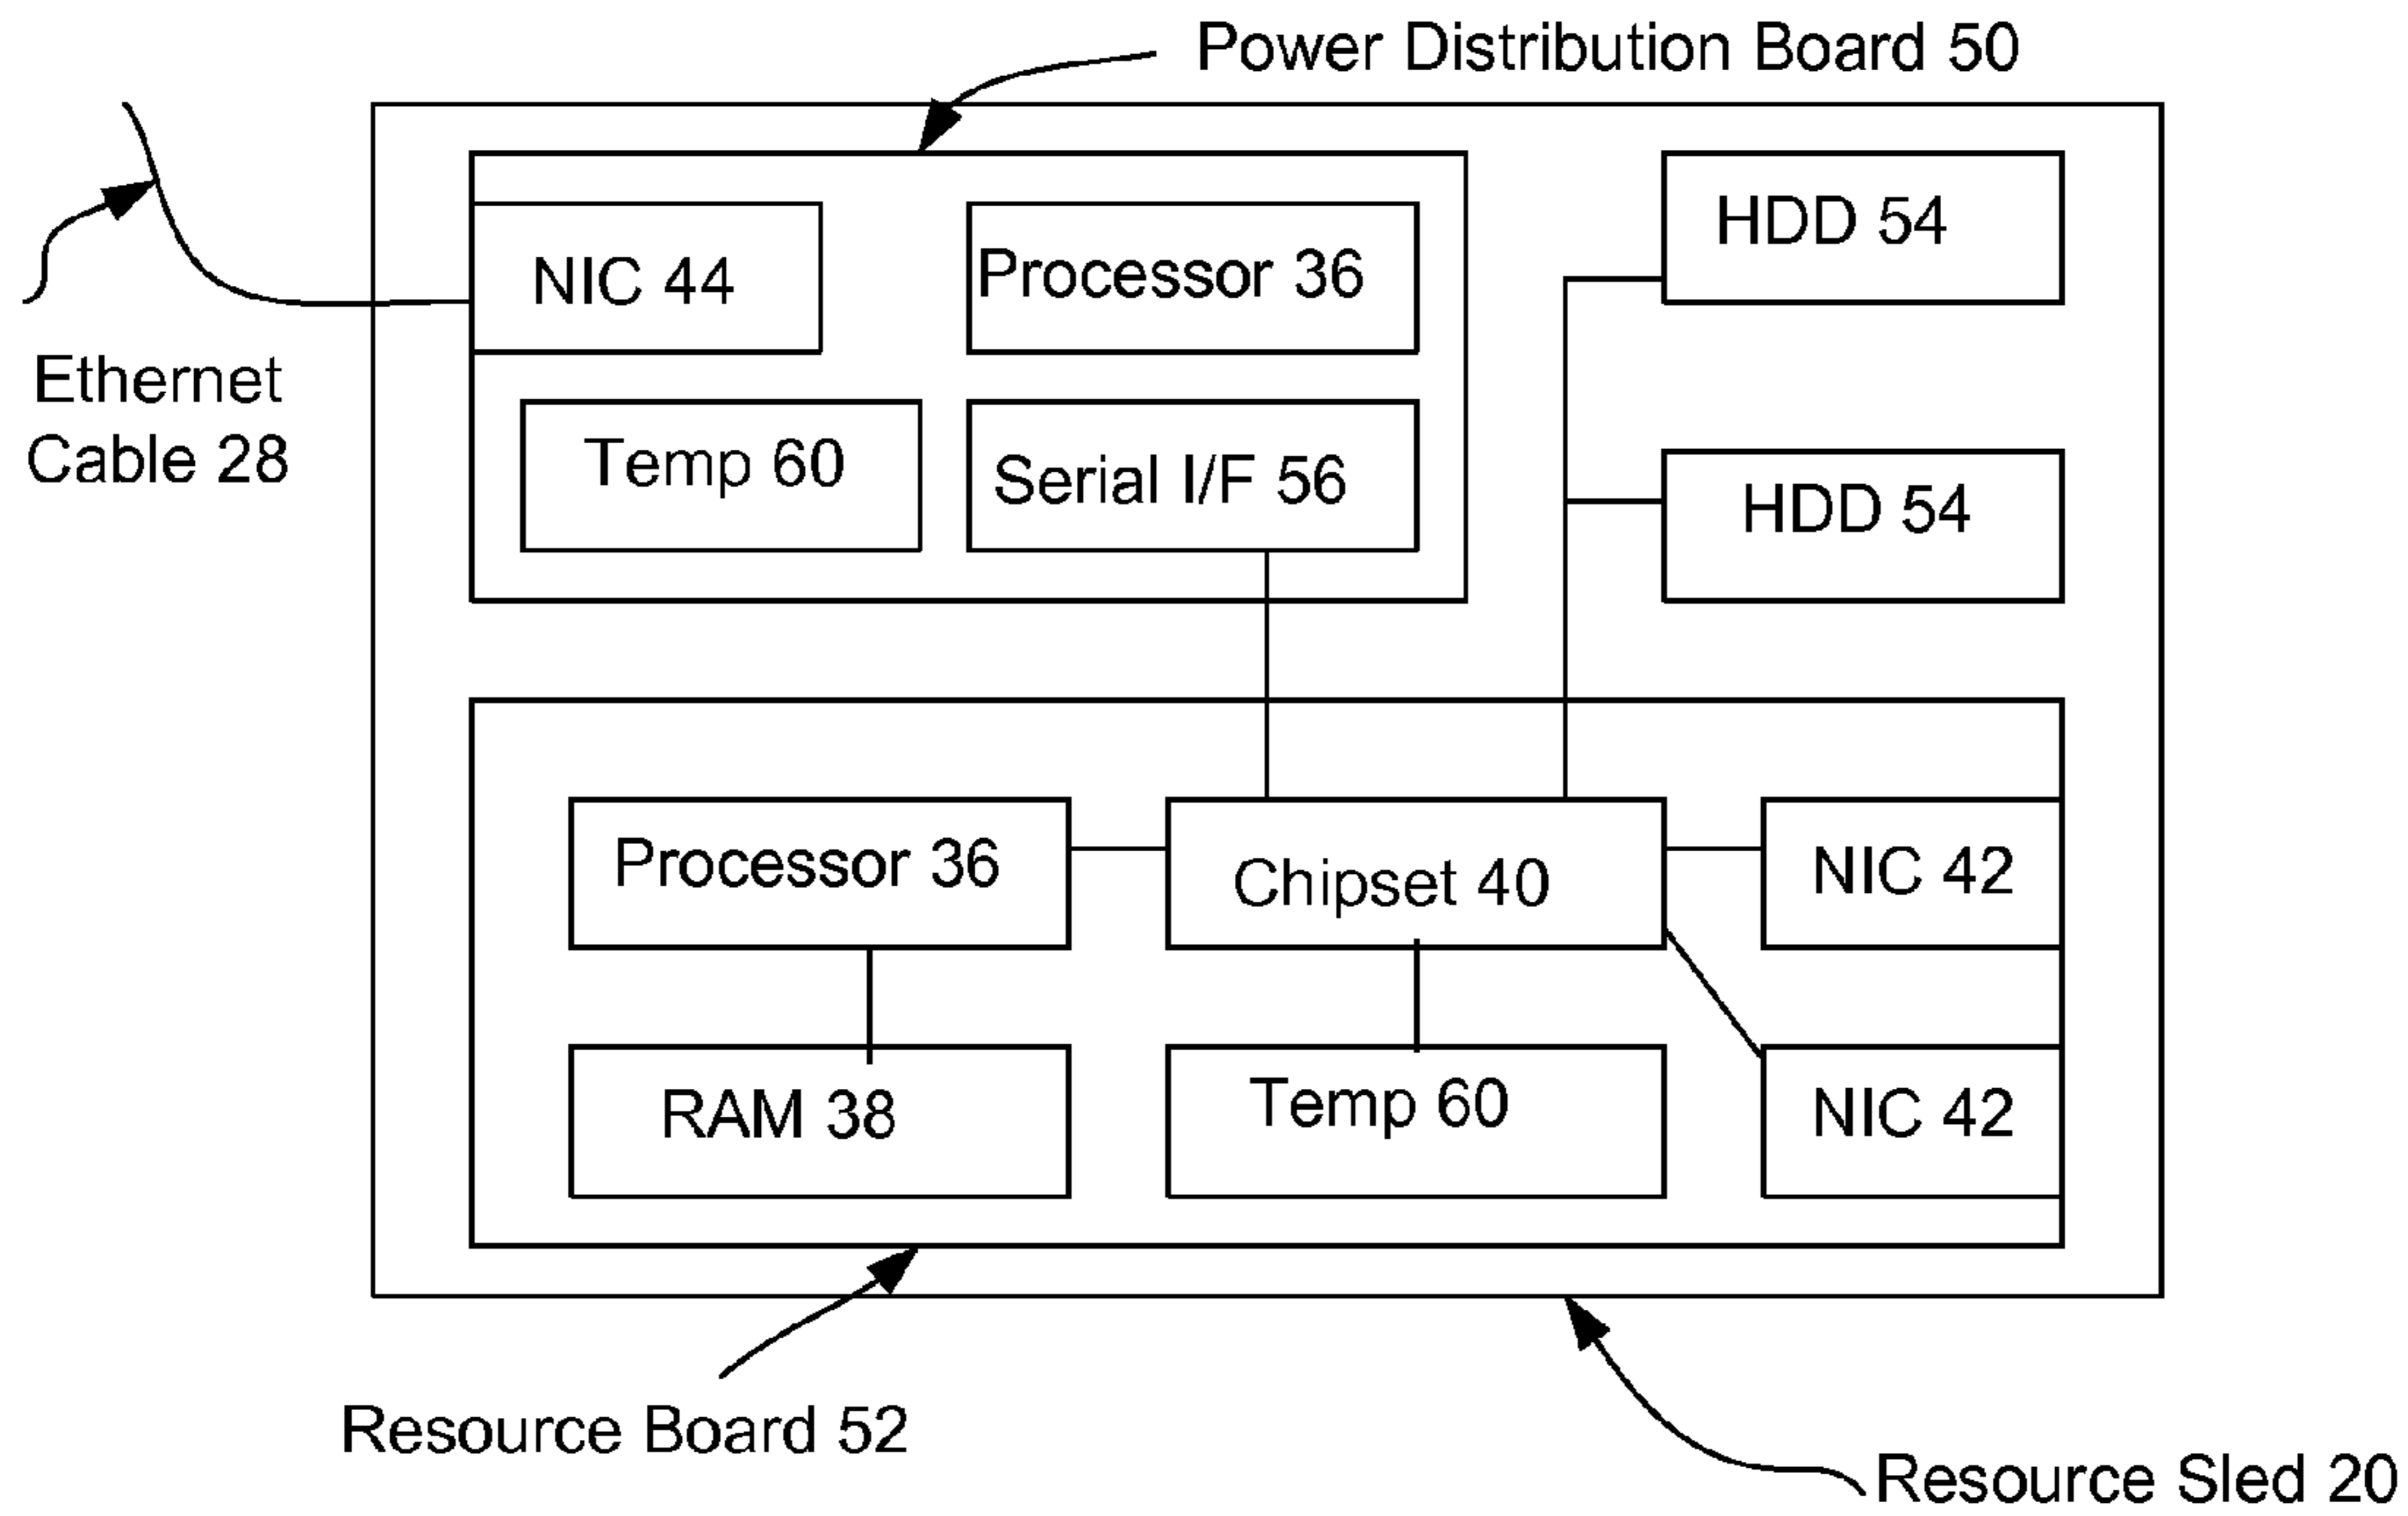 Power Distribution Board 50
HDD 54
NIC 44
Processor 36
Ethernet
Cable 28
Temp 60
Serial I/F 56
HDD 54
Processor 36
Chipset 40
NIC 42
RAM 38
Temp 60
NIC 42
Resource Board 52
Resource Sled 20